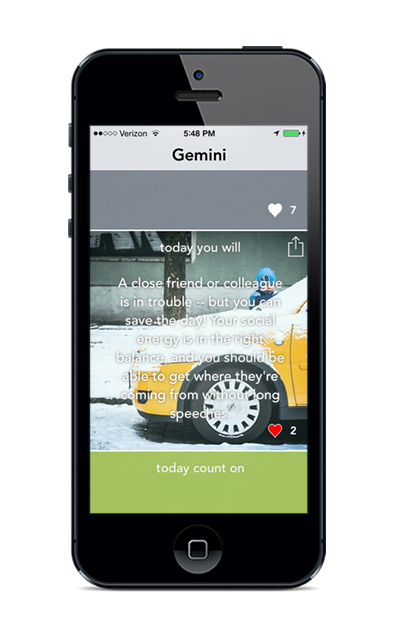 Verizon 5:48 PM
Gemini
7
today you will
A close friend or colleague
is in trouble -- but you can
save the day! Your social
energy is in the right
balance, and you should be
able to get where they're
coming from without long
speeches.
2
today count on